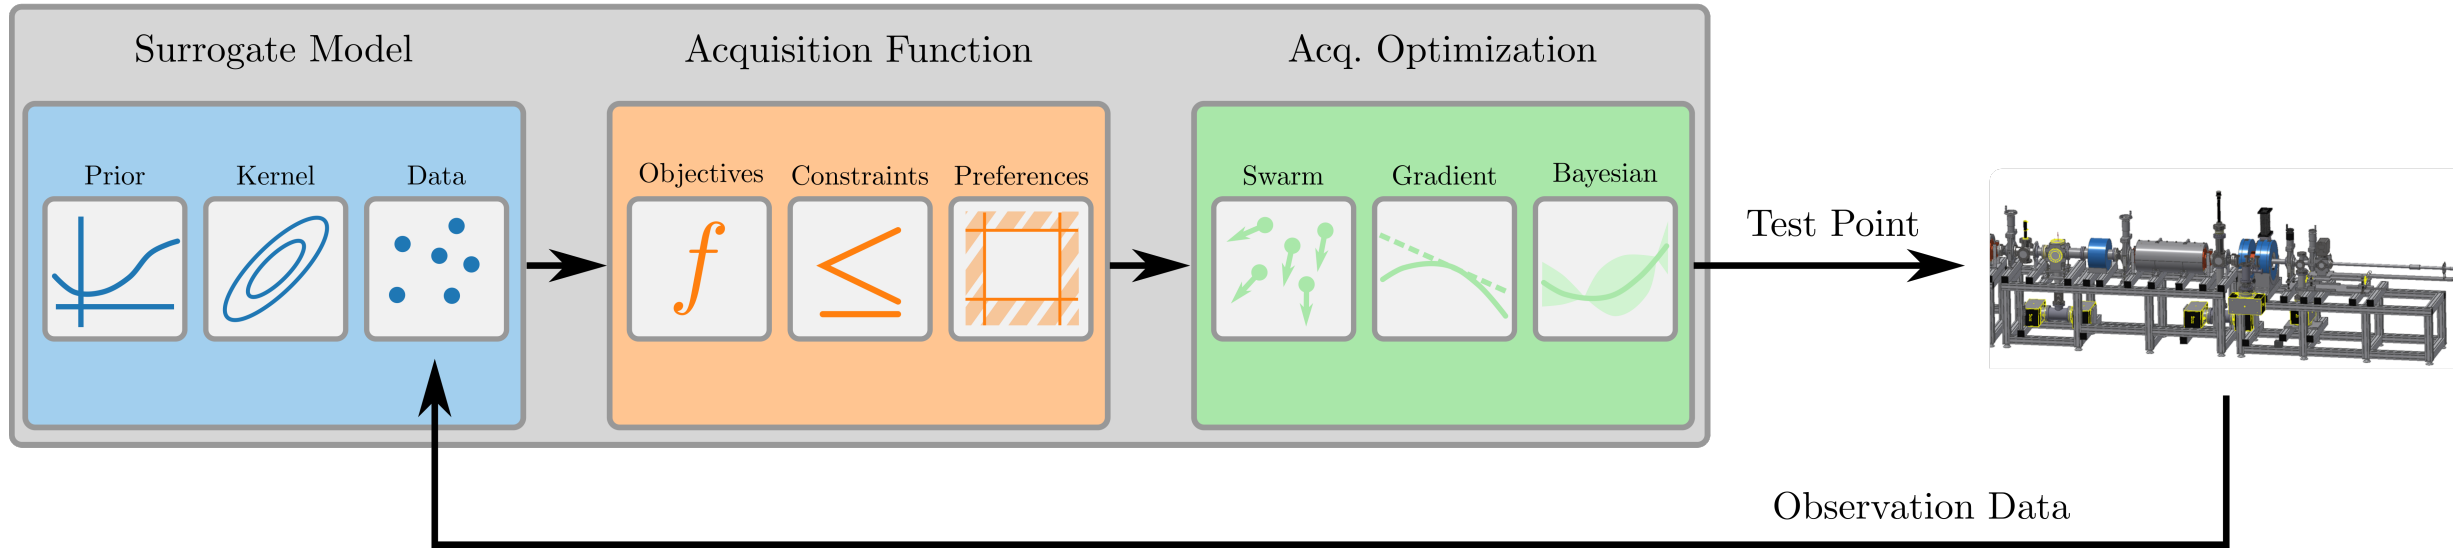 Surrogate Model
Acquisition Function
Acq. Optimization
Prior
Kernel
Data
Objectives
Constraints
Preferences
Swarm
Gradient
Bayesian
f
≤
Test Point
Observation Data